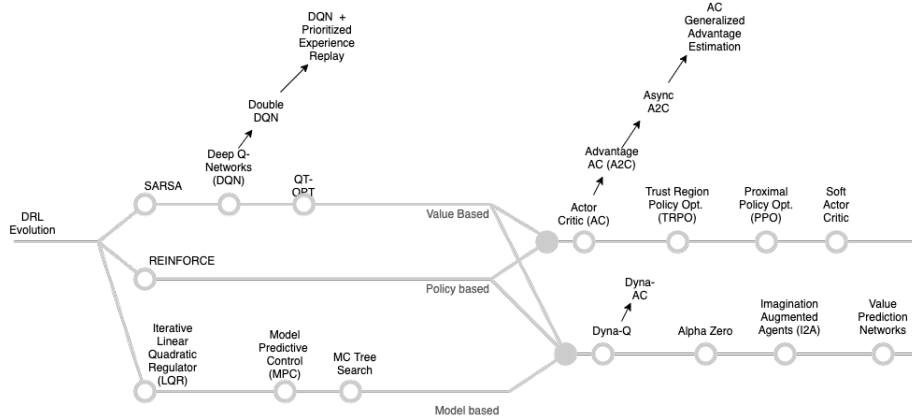 DQN +
Prioritized
Experience
Replay
AC
Generalized
Advantage
Estimation
Double
DQN
Async
A2C
Deep Q-
Networks
(DQN)
QT-
OPT
Advantage
AC (A2C)
SARSA
Value Based
Actor
Critic (AC)
Trust Region
Policy Opt.
(TRPO)
Proximal
Policy Opt.
(PPO)
Soft
Actor
Critic
DRL
Evolution
REINFORCE
Policy based
Dyna-
AC
Iterative
Linear
Quadratic
Regulator
(LQR)
Model
Predictive
Control
(MPC)
MC Tree
Search
Model based
Dyna-Q
Alpha Zero
Imagination
Augmented
Agents (I2A)
Value
Prediction
Networks